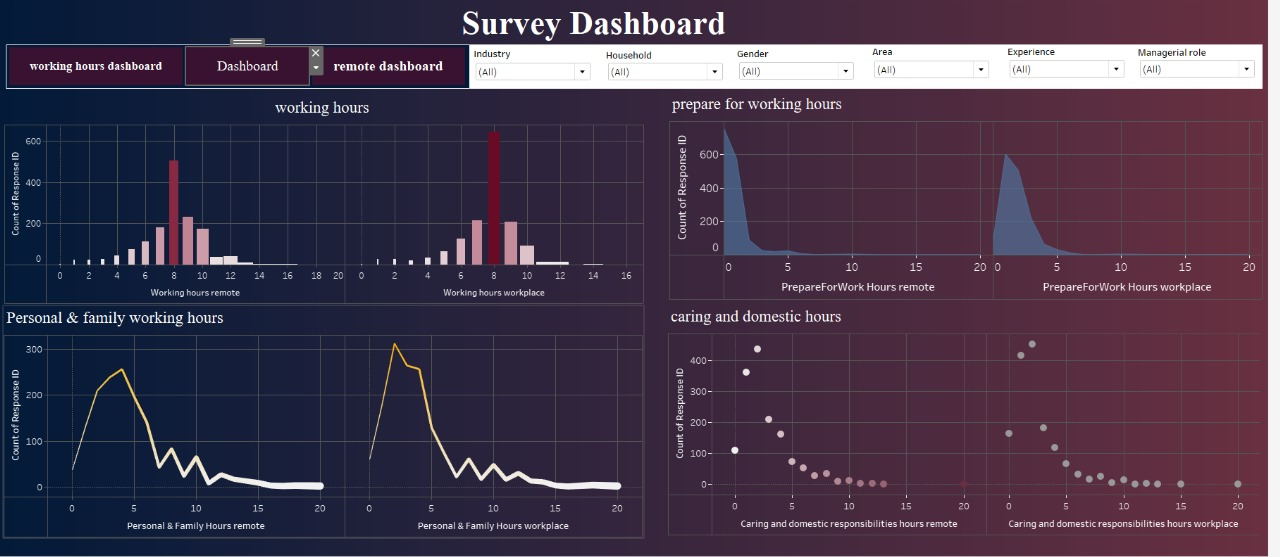 Survey Dashboard
working hours dashboard
Dashboard
remote dashboard
Industry
(All)
Household
(All)
Gender
(All)
Area
(All)
Experience
(All)
Managerial role
(All)
working hours
Count of Response ID
600
400
200
0
0 2 2 4 6 8 10 12 14 16 18 20
Working hours remote
0 2 4 6 8 10 12 14 16
Working hours workplace
prepare for working hours
Count of Response ID
600
400
200
0
0 5 10 15 20
PrepareForWork Hours remote
0 5 10 15 20
PrepareForWork Hours workplace
Personal & family working hours
Count of Response ID
300
200
100
0
0 5 10 15 20
Personal & Family Hours remote
0 5 10 15 20
Personal & Family Hours workplace
caring and domestic hours
Count of Response ID
400
300
200
100
0
0 5 10 15 20
Caring and domestic responsibilities hours remote
0 5 10 15 20
Caring and domestic responsibilities hours workplace